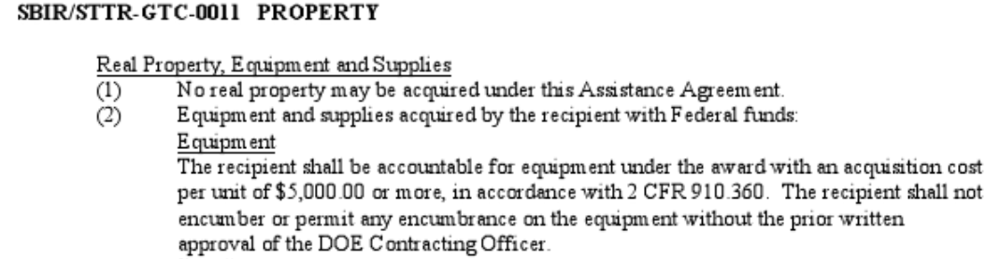 SBIR/STTR-GTC-0011 PROPERTY
Real Property, Equipment and Supplies
(1) No real property may be acquired under this Assistance Agreement.
(2) Equipment and supplies acquired by the recipient with Federal funds:
Equipment
The recipient shall be accountable for equipment under the award with an acquisition cost
per unit of $5,000.00 or more, in accordance with 2 CFR 910.360. The recipient shall not
encumber or permit any encumbrance on the equipment without the prior written
approval of the DOE Contracting Officer.